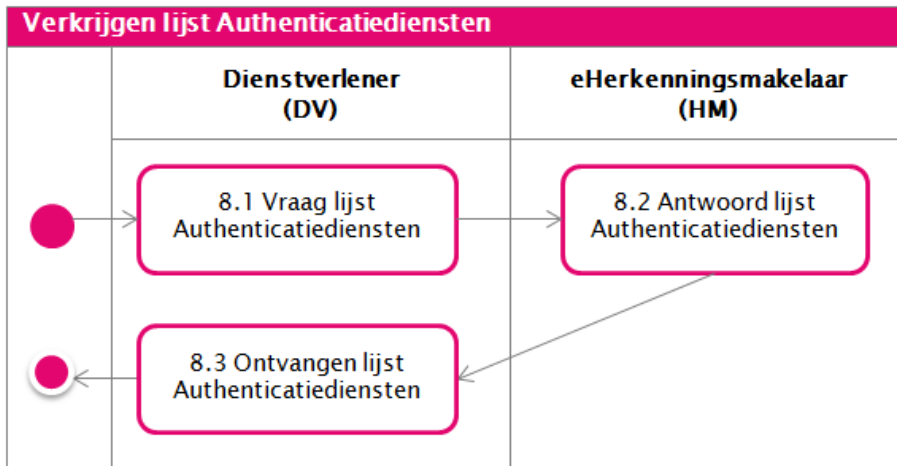 Verkrijgen lijst Authenticatiediensten
Dienstverlener
(DV)
eHerkenningsmakelaar
(HM)
8.1 Vraag lijst
Authenticatiediensten
8.2 Antwoord lijst
Authenticatiediensten
8.3 Ontvangen lijst
Authenticatiediensten